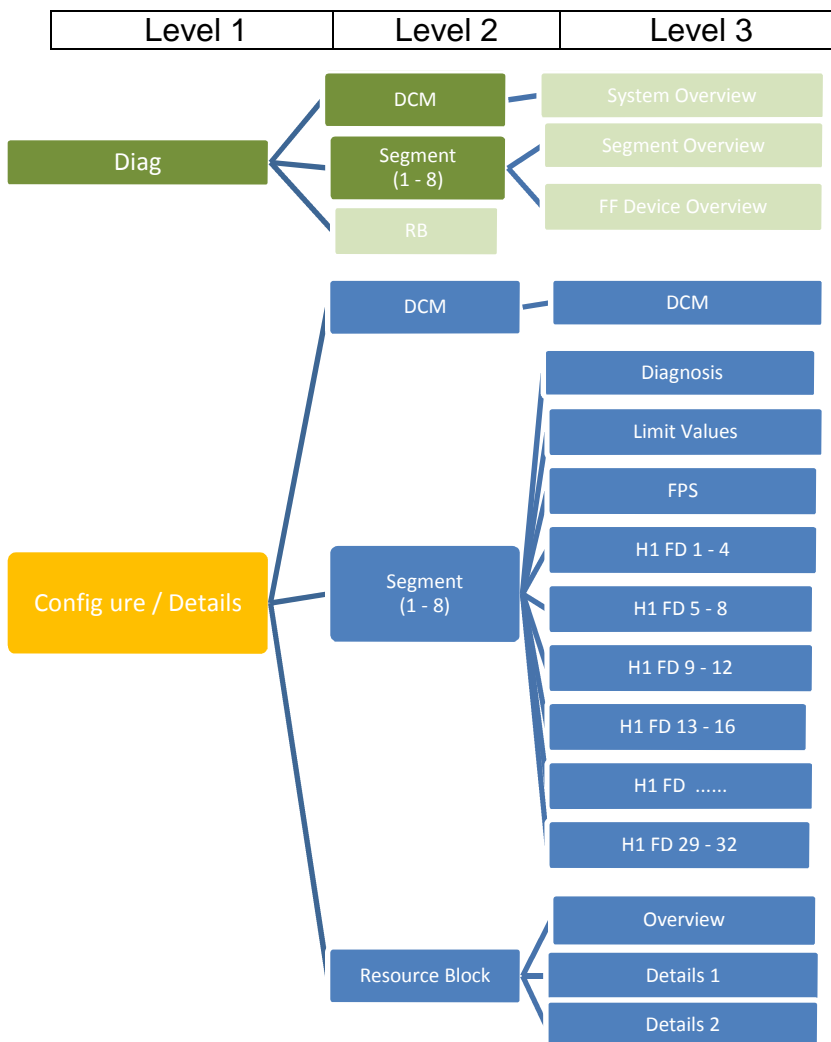 Level 1 Level 2 Level 3
Diag
DCM
System Overview
Segment
(1 - 8)
Segment Overview
FF Device Overview
RB
Config ure / Details
DCM
DCM
Segment
(1 - 8)
Diagnosis
Limit Values
FPS
H1 FD 1 - 4
H1 FD 5 - 8
H1 FD 9 - 12
H1 FD 13 - 16
H1 FD ......
H1 FD 29 - 32
Resource Block
Overview
Details 1
Details 2